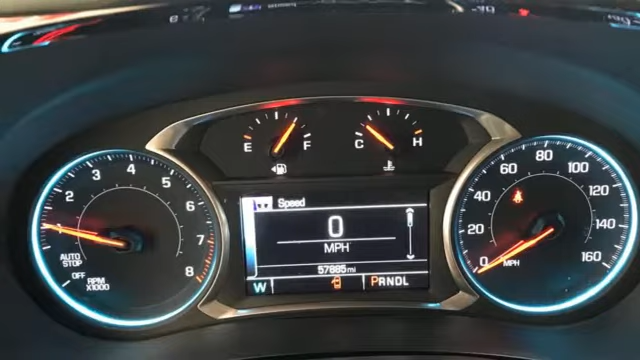 E F
C H
1
2
3
4
5
6
7
8
AUTO
STOP
OFF
RPM
X1000
Speed
0
MPH
57885 mi
W
PRNDL
0
20
40
60
80
100
120
140
160
MPH